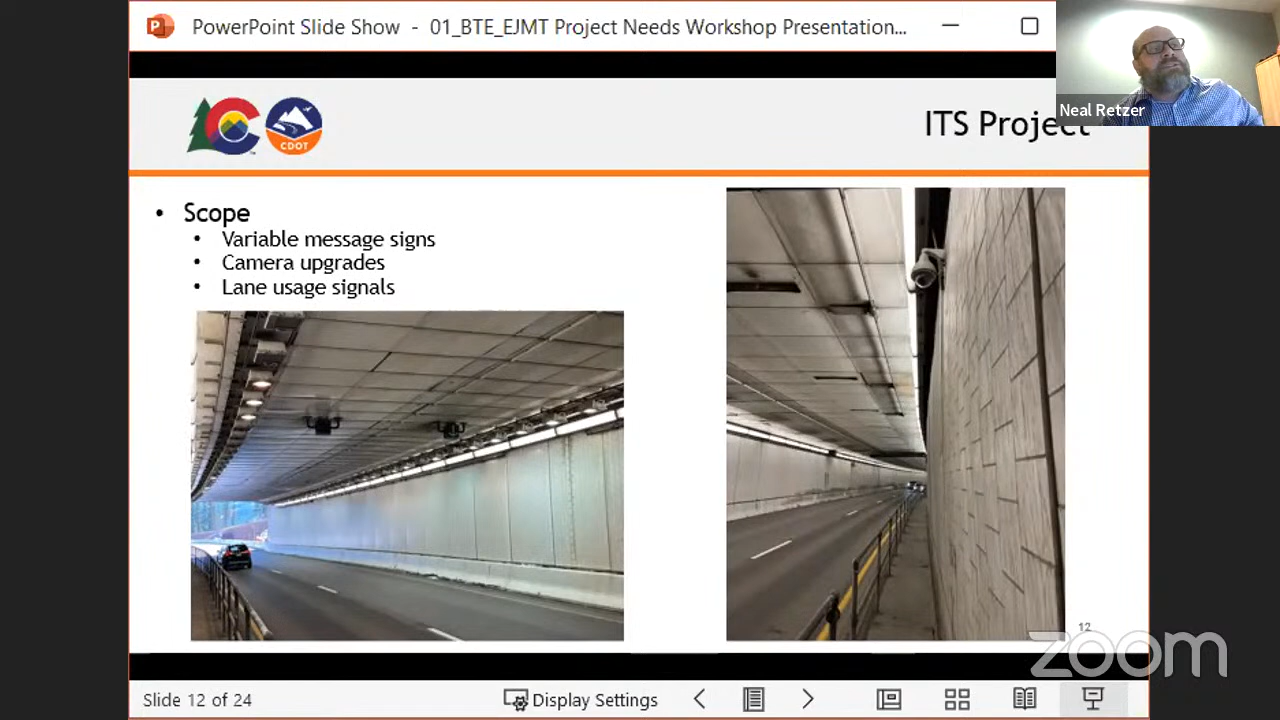 PowerPoint Slide Show - 01_BTE_EJMT Project Needs Workshop Presentation...
Neal Retzer
CDOT
ITS Project
• Scope
• Variable message signs
• Camera upgrades
• Lane usage signals
12
zoom
Slide 12 of 24
Display Settings